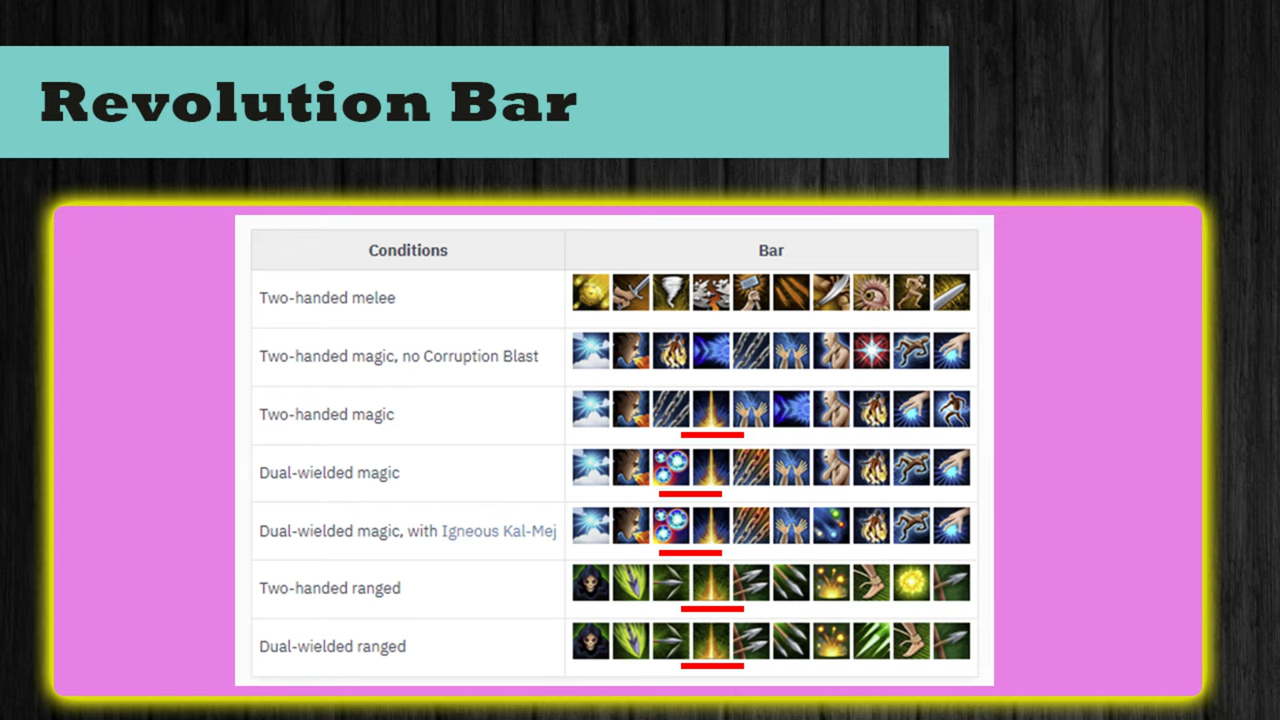 Revolution Bar
Conditions Bar
Two-handed melee
Two-handed magic, no Corruption Blast
Two-handed magic
Dual-wielded magic
Dual-wielded magic, with Igneous Kal-Mej
Two-handed ranged
Dual-wielded ranged